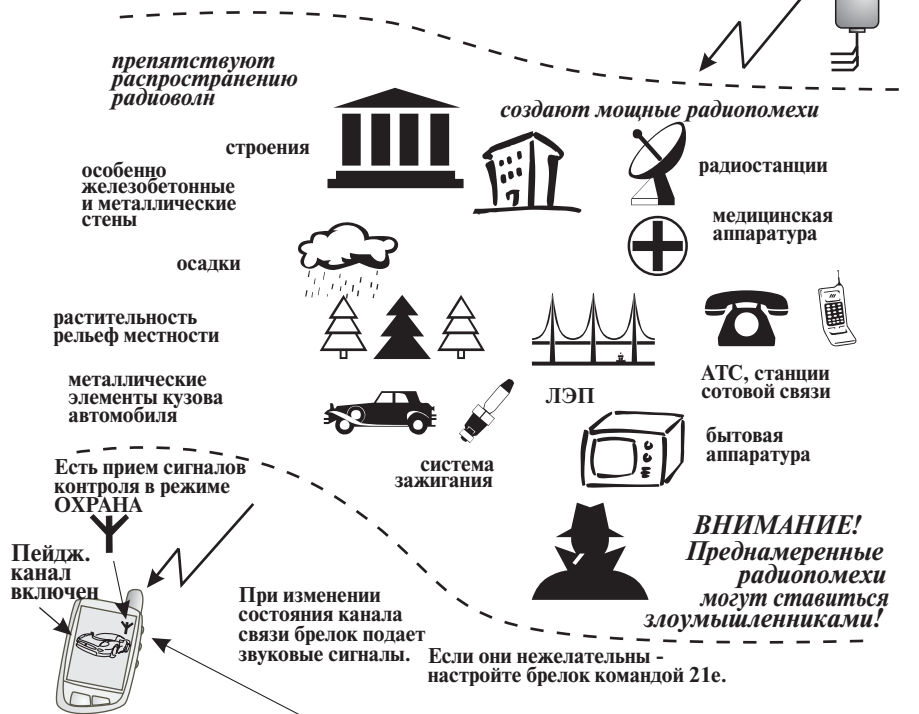 препятствуют
распространению
радиоволн
создают мощные радиопомехи
строения
особенно
железобетонные
и металлические
стены
радиостанции
медицинская
аппаратура
осадки
растительность
рельеф местности
металлические
элементы кузова
автомобиля
ЛЭП
АТС, станции
сотовой связи
система
зажигания
бытовая
аппаратура
Есть прием сигналов
контроля в режиме
ОХРАНА
Пейдж.
канал
включен
ВНИМАНИЕ!
Преднамеренные
радиопомехи
могут ставиться
злоумышленниками!
При изменении
состояния канала
связи брелок подает
звуковые сигналы.
Если они нежелательны -
настройте брелок командой 21е.